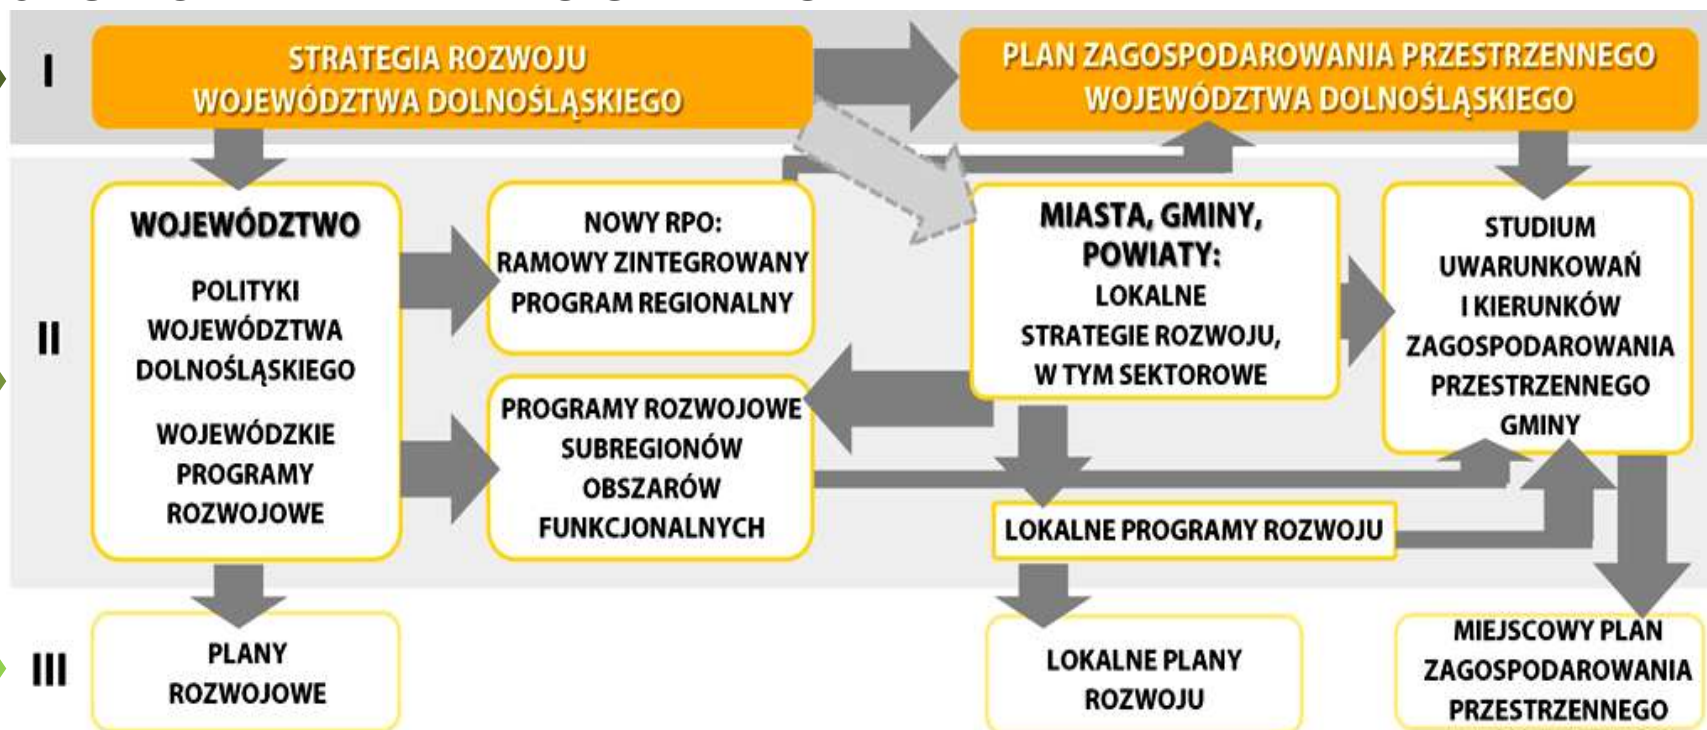 I
STRATEGIA ROZWOJU
WOJEWÓDZTWA DOLNOŚLĄSKIEGO
PLAN ZAGOSPODAROWANIA PRZESTRZENNEGO
WOJEWÓDZTWA DOLNOŚLĄSKIEGO
II
WOJEWÓDZTWO
POLITYKI
WOJEWÓDZTWA
DOLNOŚLĄSKIEGO
WOJEWÓDZKIE
PROGRAMY
ROZWOJOWE
NOWY RPO:
RAMOWY ZINTEGROWANY
PROGRAM REGIONALNY
PROGRAMY ROZWOJOWE
SUBREGIONÓW
OBSZARÓW
FUNKCJONALNYCH
MIASTA, GMINY,
POWIATY:
LOKALNE
STRATEGIE ROZWOJU,
W TYM SEKTOROWE
LOKALNE PROGRAMY ROZWOJU
STUDIUM
UWARUNKOWAŃ
I KIERUNKÓW
ZAGOSPODAROWANIA
PRZESTRZENNEGO
GMINY
III
PLANY
ROZWOJOWE
LOKALNE PLANY
ROZWOJU
MIEJSCOWY PLAN
ZAGOSPODAROWANIA
PRZESTRZENNEGO